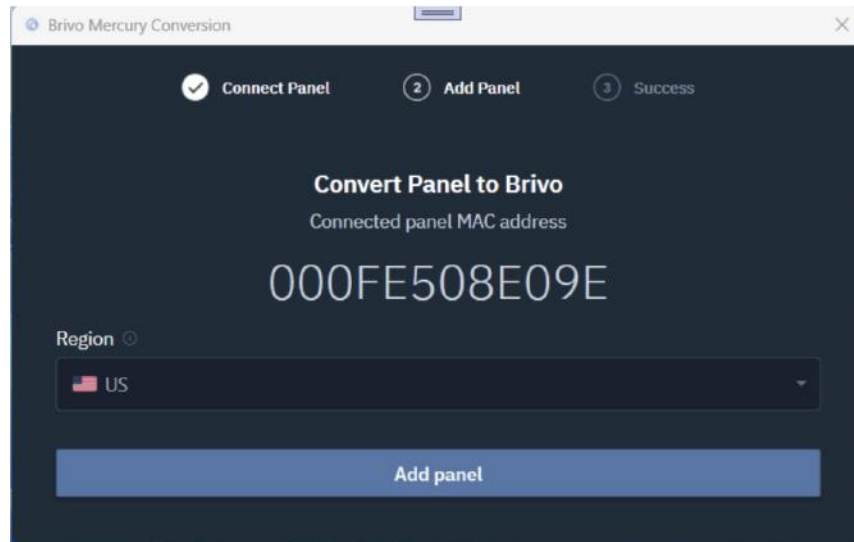 Brivo Mercury Conversion
Connect Panel 2 Add Panel 3 Success
Convert Panel to Brivo
Connected panel MAC address
000FE508E09E
Region
US
Add panel